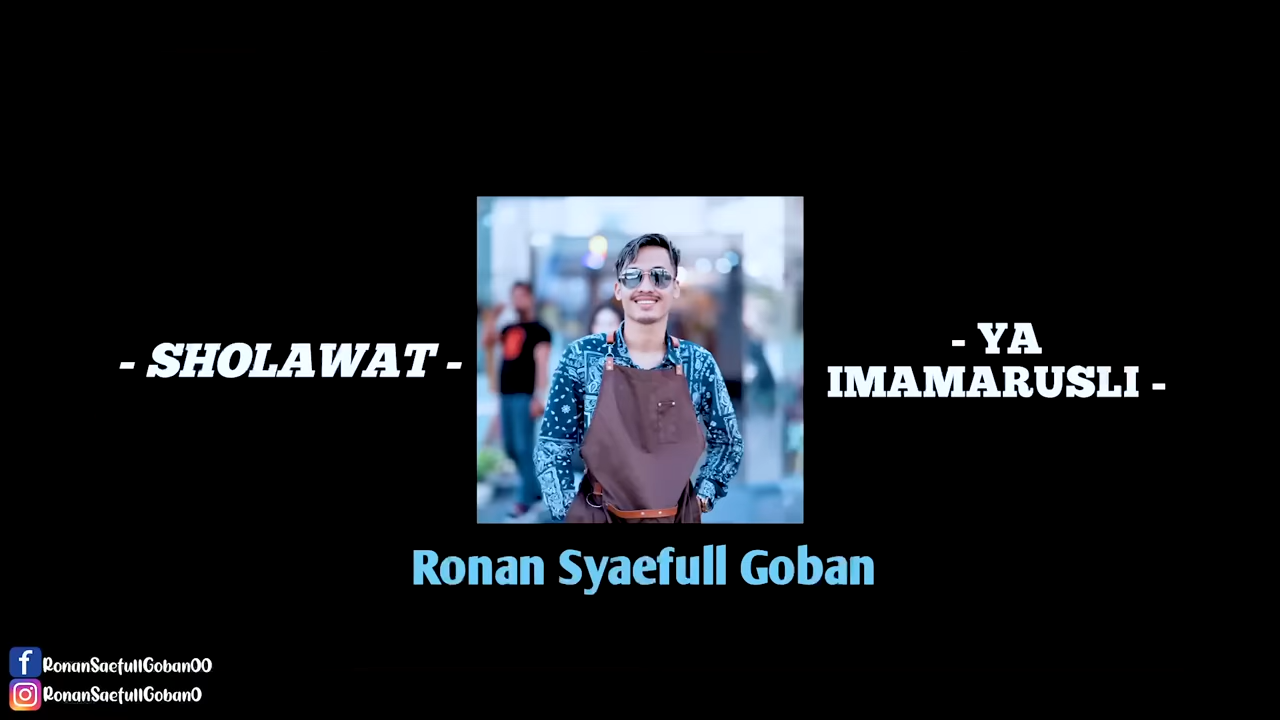 - SHOLAWAT -
- YA
IMAMARUSLI -
Ronan Syaefull Goban
RonanSaefullGoban00
RonanSaefullGoban0